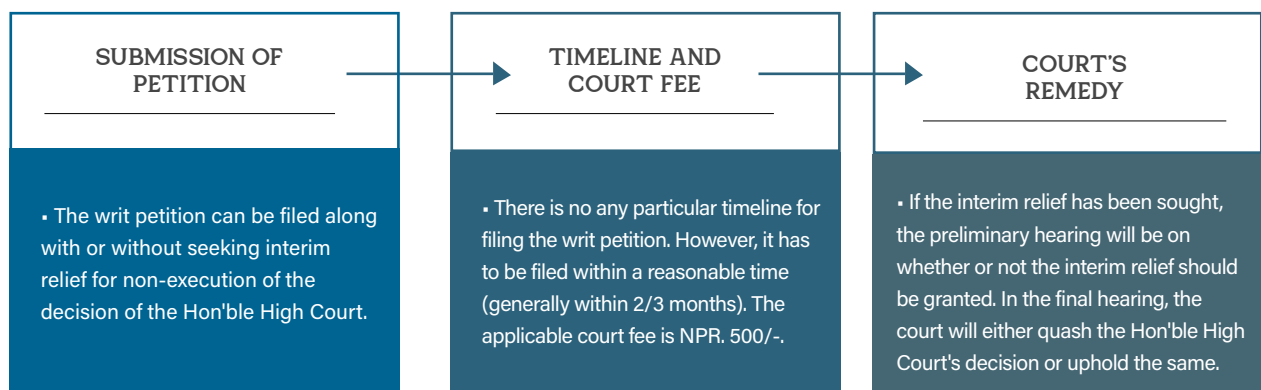 SUBMISSION OF
PETITION
▪ The writ petition can be filed along
with or without seeking interim
relief for non-execution of the
decision of the Hon'ble High Court.
TIMELINE AND
COURT FEE
▪ There is no any particular timeline for
filing the writ petition. However, it has
to be filed within a reasonable time
(generally within 2/3 months). The
applicable court fee is NPR. 500/-.
COURT'S
REMEDY
▪ If the interim relief has been sought,
the preliminary hearing will be on
whether or not the interim relief should
be granted. In the final hearing, the
court will either quash the Hon'ble High
Court's decision or uphold the same.